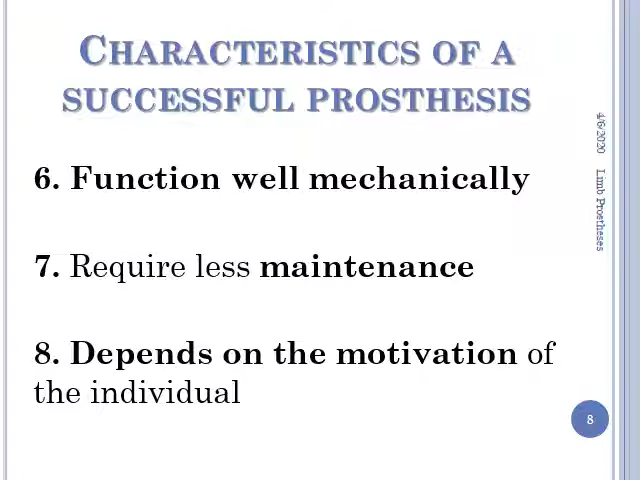 CHARACTERISTICS OF A
SUCCESSFUL PROSTHESIS
6. Function well mechanically
7. Require less maintenance
8. Depends on the motivation of
the individual
4/6/2020
Limb Prostheses
8